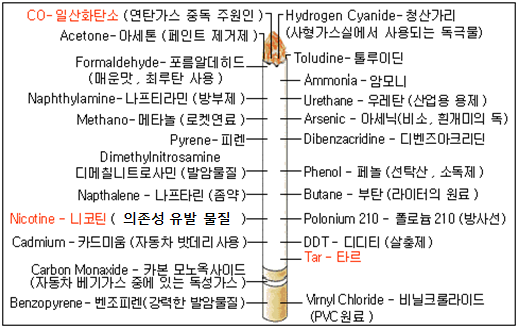 CO-일산화탄소 (연탄가스 중독 주원인)
Acetone-아세톤 (페인트 제거제)
Formaldehyde-포름알데히드
(매운맛, 최루탄 사용)
Naphthylamine-나프티라민 (방부제)
Methano-메타놀 (로켓연료)
Pyrene-피렌
Dimethylnitrosamine
디메칠니트로사민 (발암물질)
Napthalene - 나프타린 (좀약)
Nicotine - 니코틴 ( 의존성 유발 물질 )
Cadmium - 카드미움 (자동차 밧데리 사용)
Carbon Monaxide - 카본 모노옥사이드
(자동차 베기가스 중에 있는 독성가스)
Benzopyrene-벤조피렌(강력한 발암물질)
Hydrogen Cyanide-청산가리
(사형가스실에서 사용되는 독극물)
Toludine-톨루이딘
Ammonia - 암모니
Urethane - 우레탄 (산업용 용제)
Arsenic - 아세닉(비소, 흰개미의 독)
Dibenzacridine - 디벤즈아크리딘
Phenol - 페놀 (선탁산, 소독제)
Butane - 부탄 (라이터의 원료)
Polonium 210 - 폴로늄 210 (방사선)
DDT - 디디티 (살충제)
Tar - 타르
Virnyl Chloride - 비닐크롤라이드
(PVC원료)